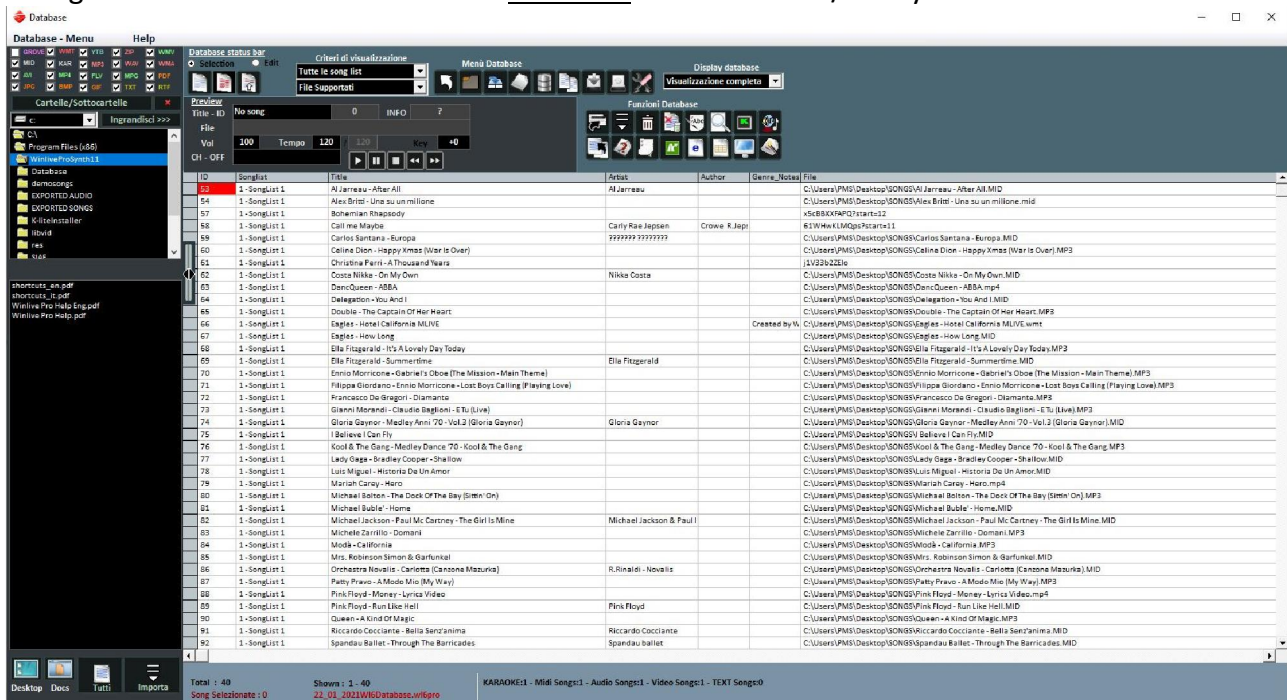 Database
Database - Menu Help
GROVE WMT YTB ZIP WMV
MID KAR MP3 WAV WMA
AVI MP4 FLV MPG PDF
JPG BMP GIF TXT RTF
Cartelle/Sottocartelle
c: Ingrandisci >>>
C:\
Program Files (x86)
WinliveProSynth11
Database
demosongs
EXPORTED AUDIO
EXPORTED SONGS
K-liteInstaller
libvid
res
SIAE
shortcuts_en.pdf
shortcuts_it.pdf
Winlive Pro Help Eng.pdf
Winlive Pro Help.pdf
Desktop Docs Tutti Importa
Database status bar
Selection Edit
Criteri di visualizzazione
Tutte le song list
File Supportati
Menù Database
Display database
Visualizzazione completa
Preview
Title - ID No song 0 INFO ?
File
Vol 100 Tempo 120 / 120 Key +0
CH - OFF
Funzioni Database
ID Songlist Title Artist Author Genre_Notes File
53 1 - SongList 1 Al Jarreau - After All Al Jarreau C:\Users\PMS\Desktop\SONGS\Al Jarreau - After All.MID
54 1 - SongList 1 Alex Britti - Una su un milione C:\Users\PMS\Desktop\SONGS\Alex Britti - Una su un milione.mid
57 1 - SongList 1 Bohemian Rhapsody x5cBBXXFAPQ?start=12
58 1 - SongList 1 Call me Maybe Carly Rae Jepsen Crowe R.Jeps 61WHwKLMQps?start=11
59 1 - SongList 1 Carlos Santana - Europa ??????? ???????? C:\Users\PMS\Desktop\SONGS\Carlos Santana - Europa.MID
60 1 - SongList 1 Celine Dion - Happy Xmas (War Is Over) C:\Users\PMS\Desktop\SONGS\Celine Dion - Happy Xmas (War Is Over).MP3
61 1 - SongList 1 Christina Perri - A Thousand Years j1V33b2ZEIo
62 1 - SongList 1 Costa Nikka - On My Own Nikka Costa C:\Users\PMS\Desktop\SONGS\Costa Nikka - On My Own.MID
63 1 - SongList 1 DancQueen - ABBA C:\Users\PMS\Desktop\SONGS\DancQueen - ABBA.mp4
64 1 - SongList 1 Delegation - You And I C:\Users\PMS\Desktop\SONGS\Delegation - You And I.MID
65 1 - SongList 1 Double - The Captain Of Her Heart C:\Users\PMS\Desktop\SONGS\Double - The Captain Of Her Heart.MP3
66 1 - SongList 1 Eagles - Hotel California MLIVE Created by W C:\Users\PMS\Desktop\SONGS\Eagles - Hotel California MLIVE.wmt
67 1 - SongList 1 Eagles - How Long C:\Users\PMS\Desktop\SONGS\Eagles - How Long.MID
68 1 - SongList 1 Ella Fitzgerald - It's A Lovely Day Today C:\Users\PMS\Desktop\SONGS\Ella Fitzgerald - It's A Lovely Day Today.MP3
69 1 - SongList 1 Ella Fitzgerald - Summertime Ella Fitzgerald C:\Users\PMS\Desktop\SONGS\Ella Fitzgerald - Summertime.MID
70 1 - SongList 1 Ennio Morricone - Gabriel's Oboe (The Mission - Main Theme) C:\Users\PMS\Desktop\SONGS\Ennio Morricone - Gabriel's Oboe (The Mission - Main Theme).MP3
71 1 - SongList 1 Filippa Giordano - Ennio Morricone - Lost Boys Calling (Playing Love) C:\Users\PMS\Desktop\SONGS\Filippa Giordano - Ennio Morricone - Lost Boys Calling (Playing Love).MP3
72 1 - SongList 1 Francesco De Gregori - Diamante C:\Users\PMS\Desktop\SONGS\Francesco De Gregori - Diamante.MP3
73 1 - SongList 1 Gianni Morandi - Claudio Baglioni - E Tu (Live) C:\Users\PMS\Desktop\SONGS\Gianni Morandi - Claudio Baglioni - E Tu (Live).MP3
74 1 - SongList 1 Gloria Gaynor - Medley Anni '70 - Vol.3 (Gloria Gaynor) Gloria Gaynor C:\Users\PMS\Desktop\SONGS\Gloria Gaynor - Medley Anni '70 - Vol.3 (Gloria Gaynor).MID
75 1 - SongList 1 I Believe I Can Fly C:\Users\PMS\Desktop\SONGS\I Believe I Can Fly.MID
76 1 - SongList 1 Kool & The Gang - Medley Dance '70 - Kool & The Gang C:\Users\PMS\Desktop\SONGS\Kool & The Gang - Medley Dance '70 - Kool & The Gang.MP3
77 1 - SongList 1 Lady Gaga - Bradley Cooper - Shallow C:\Users\PMS\Desktop\SONGS\Lady Gaga - Bradley Cooper - Shallow.MID
78 1 - SongList 1 Luis Miguel - Historia De Un Amor C:\Users\PMS\Desktop\SONGS\Luis Miguel - Historia De Un Amor.MID
79 1 - SongList 1 Mariah Carey - Hero C:\Users\PMS\Desktop\SONGS\Mariah Carey - Hero.mp4
80 1 - SongList 1 Michael Bolton - The Dock Of The Bay (Sittin' On) C:\Users\PMS\Desktop\SONGS\Michael Bolton - The Dock Of The Bay (Sittin' On).MP3
81 1 - SongList 1 Michael Buble' - Home C:\Users\PMS\Desktop\SONGS\Michael Buble' - Home.MID
82 1 - SongList 1 Michael Jackson - Paul Mc Cartney - The Girl Is Mine Michael Jackson & Paul I C:\Users\PMS\Desktop\SONGS\Michael Jackson - Paul Mc Cartney - The Girl Is Mine.MID
83 1 - SongList 1 Michele Zarrillo - Domani C:\Users\PMS\Desktop\SONGS\Michele Zarrillo - Domani.MP3
84 1 - SongList 1 Modà - California C:\Users\PMS\Desktop\SONGS\Modà - California.MP3
85 1 - SongList 1 Mrs. Robinson Simon & Garfunkel C:\Users\PMS\Desktop\SONGS\Mrs. Robinson Simon & Garfunkel.MID
86 1 - SongList 1 Orchestra Novalis - Carlotta (Canzone Mazurka) R.Rinaldi - Novalis C:\Users\PMS\Desktop\SONGS\Orchestra Novalis - Carlotta (Canzone Mazurka).MID
87 1 - SongList 1 Patty Pravo - A Modo Mio (My Way) C:\Users\PMS\Desktop\SONGS\Patty Pravo - A Modo Mio (My Way).MP3
88 1 - SongList 1 Pink Floyd - Money - Lyrics Video C:\Users\PMS\Desktop\SONGS\Pink Floyd - Money - Lyrics Video.mp4
89 1 - SongList 1 Pink Floyd - Run Like Hell Pink Floyd C:\Users\PMS\Desktop\SONGS\Pink Floyd - Run Like Hell.MID
90 1 - SongList 1 Queen - A Kind Of Magic C:\Users\PMS\Desktop\SONGS\Queen - A Kind Of Magic.MP3
91 1 - SongList 1 Riccardo Cocciante - Bella Senz'anima Riccardo Cocciante C:\Users\PMS\Desktop\SONGS\Riccardo Cocciante - Bella Senz'anima.MID
92 1 - SongList 1 Spandau Ballet - Through The Barricades Spandau ballet C:\Users\PMS\Desktop\SONGS\Spandau Ballet - Through The Barricades.MID
Total : 40 Shown : 1 - 40 KARAOKE:1 - Midi Songs:1 - Audio Songs:1 - Video Songs:1 - TEXT Songs:0
Song Selezionate : 0 22_01_2021WI6Database.wl6pro